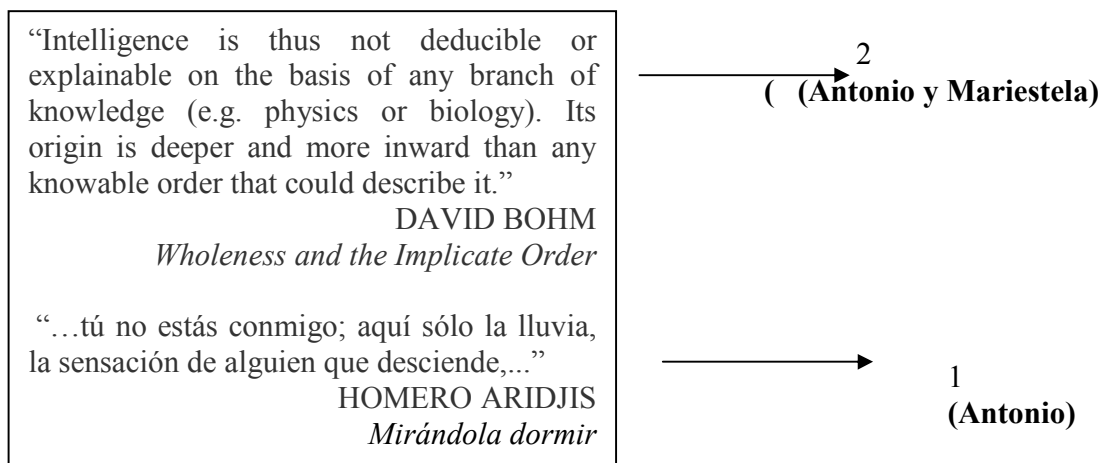 “Intelligence is thus not deducible or
explainable on the basis of any branch of
knowledge (e.g. physics or biology). Its
origin is deeper and more inward than any
knowable order that could describe it.”
DAVID BOHM
Wholeness and the Implicate Order
“…tú no estás conmigo; aquí sólo la lluvia,
la sensación de alguien que desciende,...”
HOMERO ARIDJIS
Mirándola dormir
2
( (Antonio y Mariestela)
1
(Antonio)